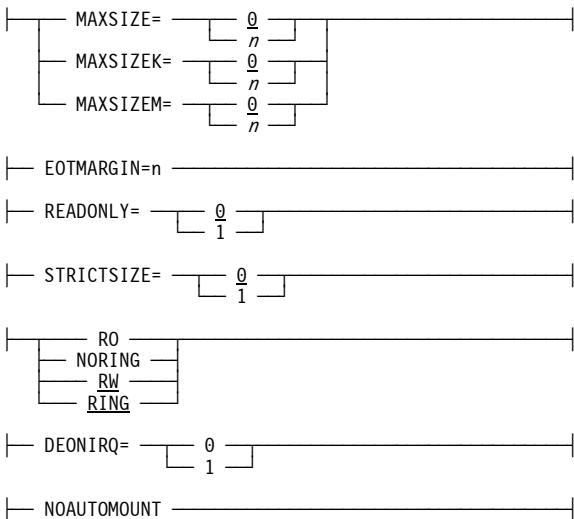 MAXSIZE= 0
n
MAXSIZEK= 0
n
MAXSIZEM= 0
n
EOTMARGIN=n
READONLY= 0
1
STRICTSIZE= 0
1
RO
NORING
RW
RING
DEONIRQ= 0
1
NOAUTOMOUNT